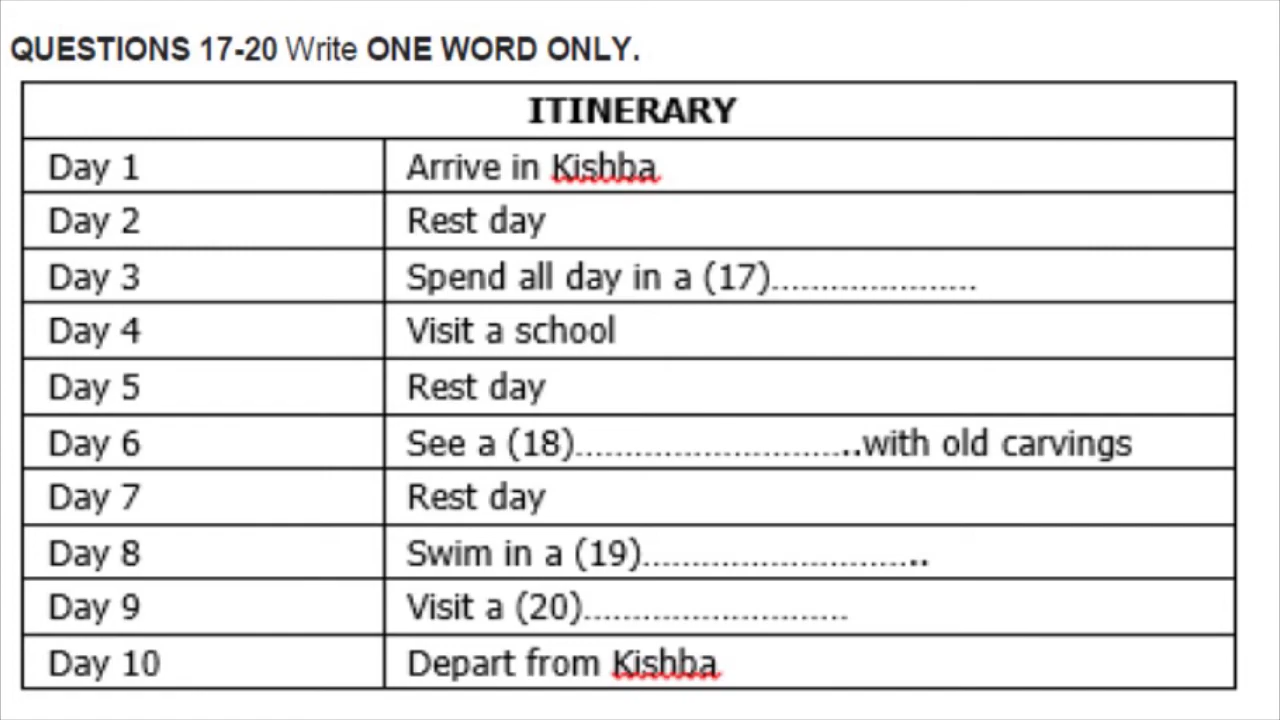 QUESTIONS 17-20 Write ONE WORD ONLY.
ITINERARY
Day 1 Arrive in Kishba
Day 2 Rest day
Day 3 Spend all day in a (17).....................
Day 4 Visit a school
Day 5 Rest day
Day 6 See a (18)............................with old carvings
Day 7 Rest day
Day 8 Swim in a (19).............................
Day 9 Visit a (20)...........................
Day 10 Depart from Kishba